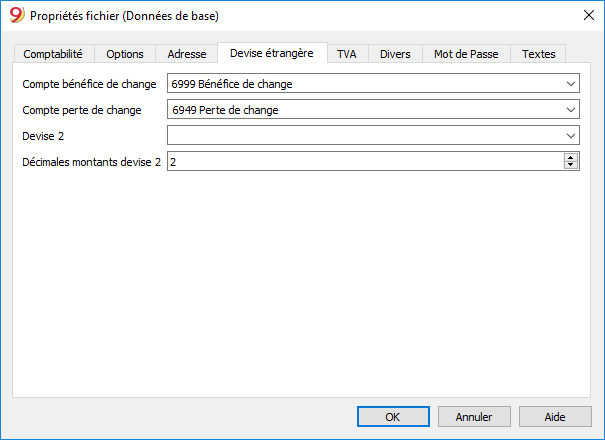 9 Propriétés fichier (Données de base)
Comptabilité Options Adresse Devise étrangère TVA Divers Mot de Passe Textes
Compte bénéfice de change 6999 Bénéfice de change
Compte perte de change 6949 Perte de change
Devise 2
Décimales montants devise 2 2
OK Annuler Aide